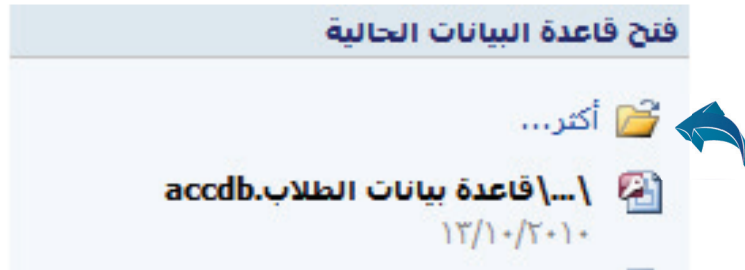 فتح قاعدة البيانات الحالية
أكثر...
\...\قاعدة بيانات الطلاب.accdb
١٣/١٠/٢٠١٠